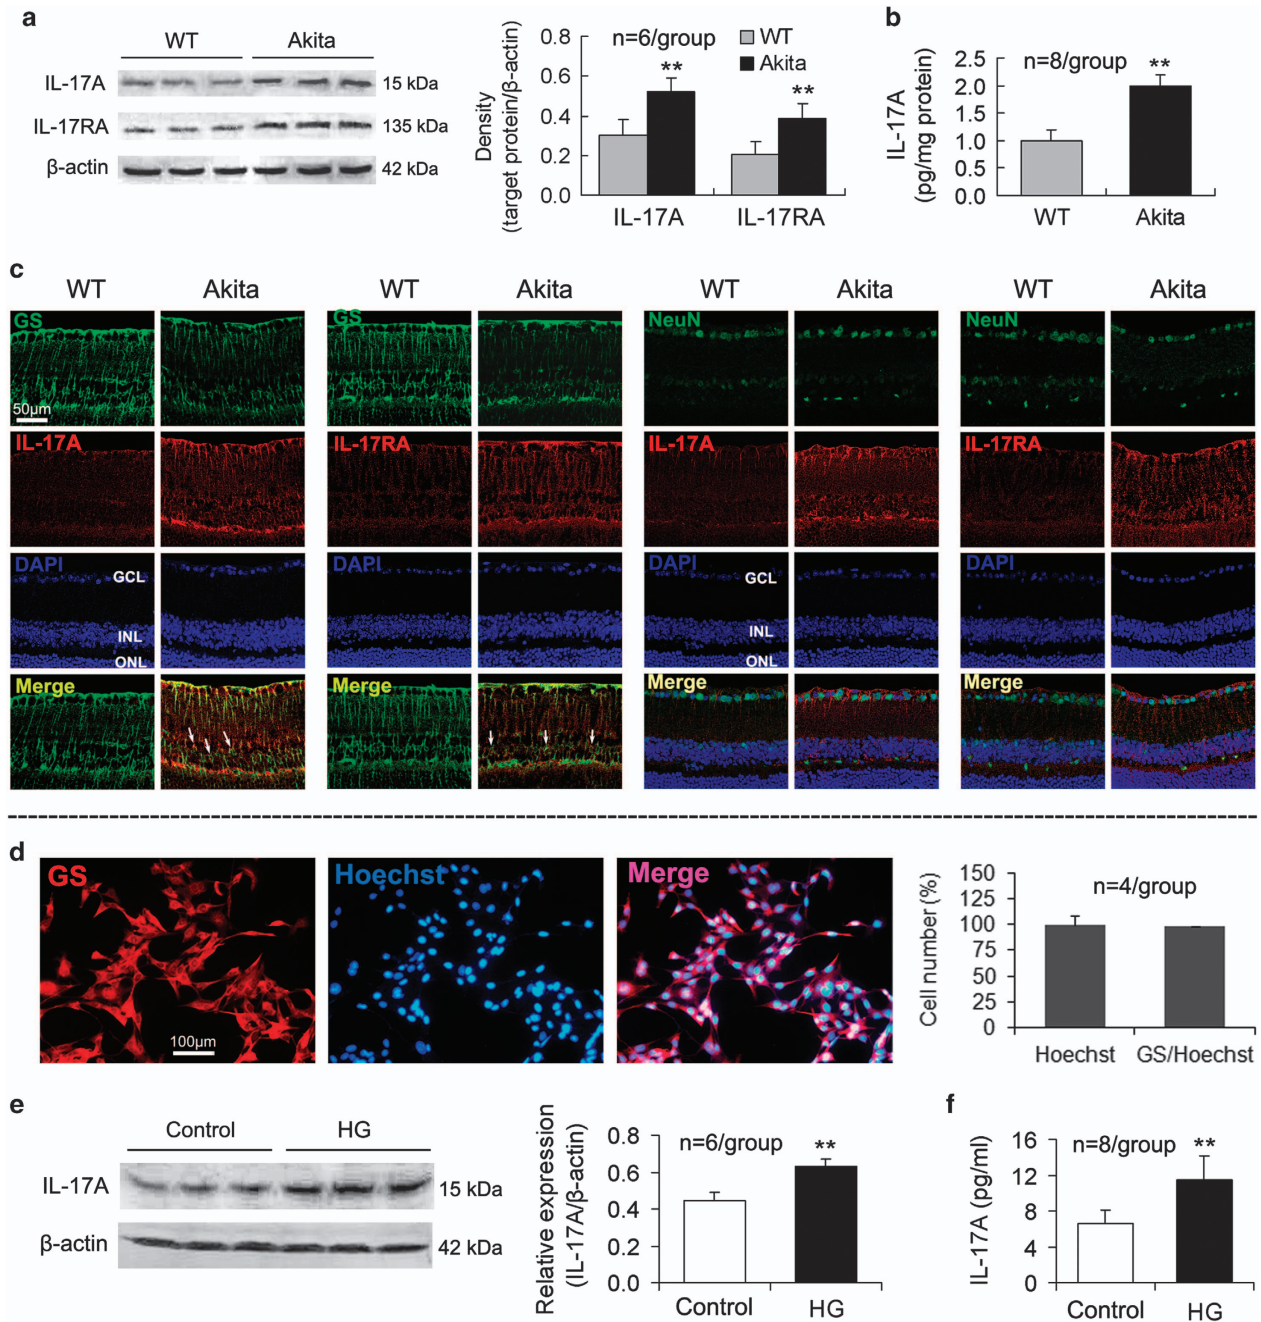 a
WT Akita
IL-17A 15 kDa
IL-17RA 135 kDa
β-actin 42 kDa
Density
(target protein/β-actin)
0.8
0.6
0.4
0.2
0.0
n=6/group
WT
Akita
**
**
IL-17A IL-17RA
b
IL-17A
(pg/mg protein)
2.5
2.0
1.0
1.5
0.5
0.0
n=8/group
**
WT Akita
c
WT Akita WT Akita WT Akita WT Akita
GS GS NeuN NeuN
50μm
IL-17A IL-17RA IL-17A IL-17RA
DAPI DAPI DAPI DAPI
GCL GCL
INL INL
ONL ONL
Merge Merge Merge Merge
d
GS Hoechst Merge
100μm
Cell number (%)
150
125
100
75
50
25
0
n=4/group
Hoechst GS/Hoechst
e
Control HG
IL-17A 15 kDa
β-actin 42 kDa
Relative expression
(IL-17A/β-actin)
0.8
0.6
0.4
0.2
0.0
n=6/group
**
Control HG
f
IL-17A (pg/ml)
16
12
8
4
0
n=8/group
**
Control HG